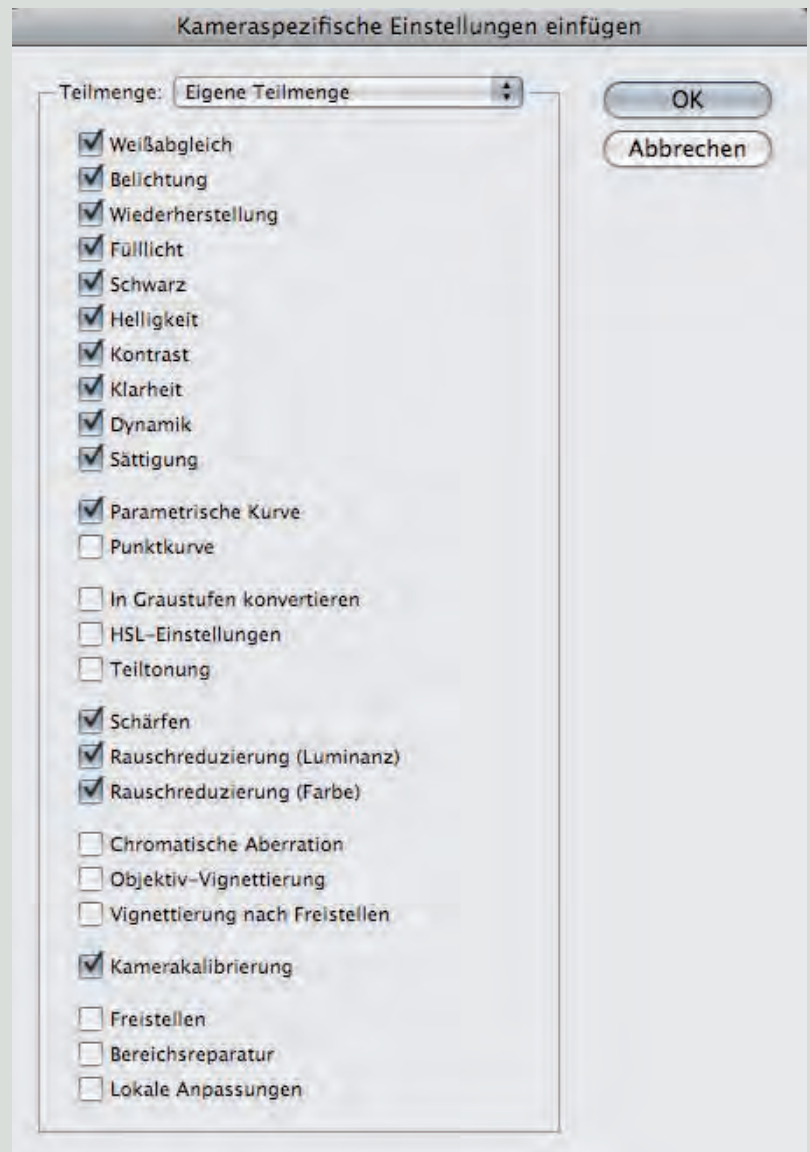 Kameraspezifische Einstellungen einfügen
Teilmenge: Eigene Teilmenge
OK
Abbrechen
Weißabgleich
Belichtung
Wiederherstellung
Fülllicht
Schwarz
Helligkeit
Kontrast
Klarheit
Dynamik
Sättigung
Parametrische Kurve
Punktkurve
In Graustufen konvertieren
HSL-Einstellungen
Teiltonung
Schärfen
Rauschreduzierung (Luminanz)
Rauschreduzierung (Farbe)
Chromatische Aberration
Objektiv-Vignettierung
Vignettierung nach Freistellen
Kamerakalibrierung
Freistellen
Bereichsreparatur
Lokale Anpassungen